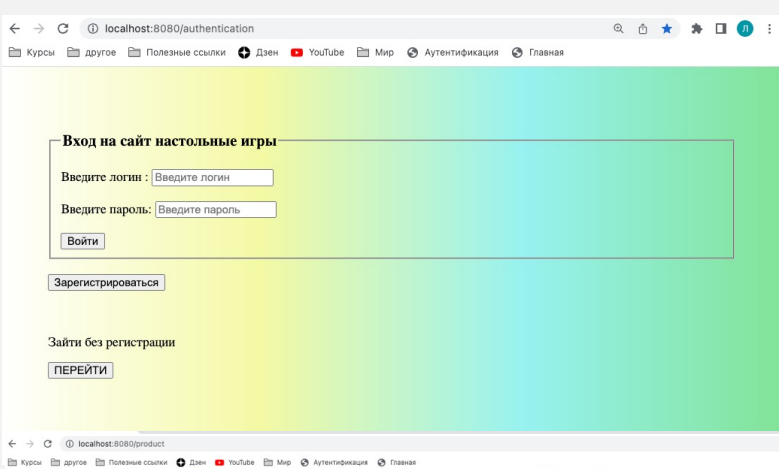 localhost:8080/authentication
Л
Курсы другое Полезные ссылки Дзен YouTube Мир Аутентификация Главная
Вход на сайт настольные игры
Введите логин : Введите логин
Введите пароль: Введите пароль
Войти
Зарегистрироваться
Зайти без регистрации
ПЕРЕЙТИ
localhost:8080/product
Курсы другое Полезные ссылки Дзен YouTube Мир Аутентификация Главная